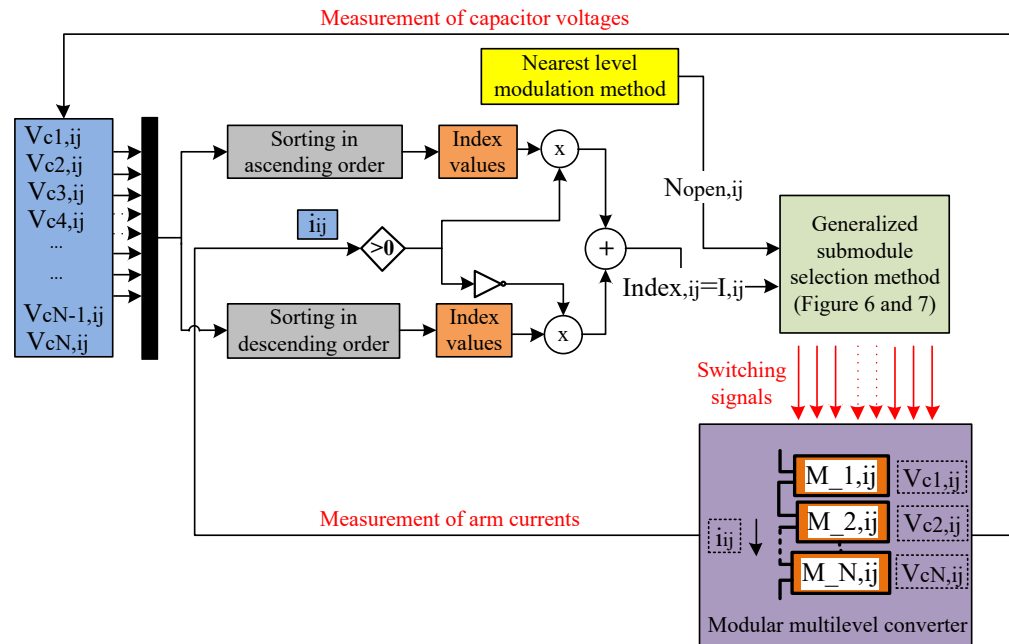 Measurement of capacitor voltages
Nearest level
modulation method
Vc1,ij
Vc2,ij
Vc3,ij
Vc4,ij
...
...
VcN-1,ij
VcN,ij
Sorting in
ascending order
Index
values
x
iij
>0
+
Nopen,ij
Index,ij=I,ij
Generalized
submodule
selection method
(Figure 6 and 7)
Sorting in
descending order
Index
values
x
Switching
signals
Measurement of arm currents
iij
M_1,ij
Vc1,ij
M_2,ij
Vc2,ij
M_N,ij
VcN,ij
Modular multilevel converter